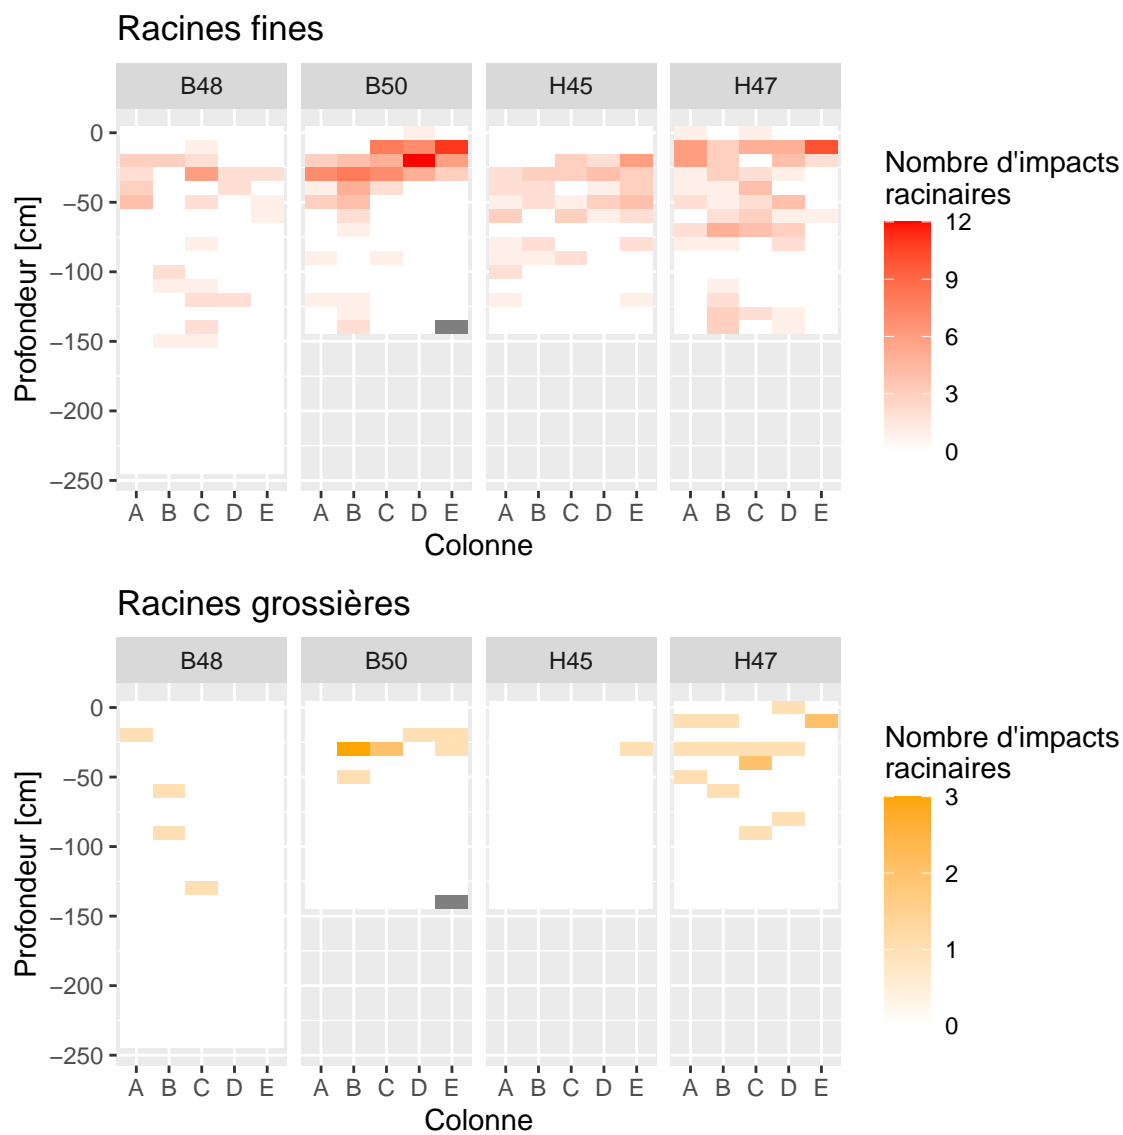 Racines fines
B48 B50 H45 H47
0
−50
−100
−150
−200
−250
Profondeur [cm]
A B C D E A B C D E A B C D E A B C D E
Colonne
Nombre d'impacts
racinaires
12
9
6
3
0
Racines grossières
B48 B50 H45 H47
0
−50
−100
−150
−200
−250
Profondeur [cm]
A B C D E A B C D E A B C D E A B C D E
Colonne
Nombre d'impacts
racinaires
3
2
1
0